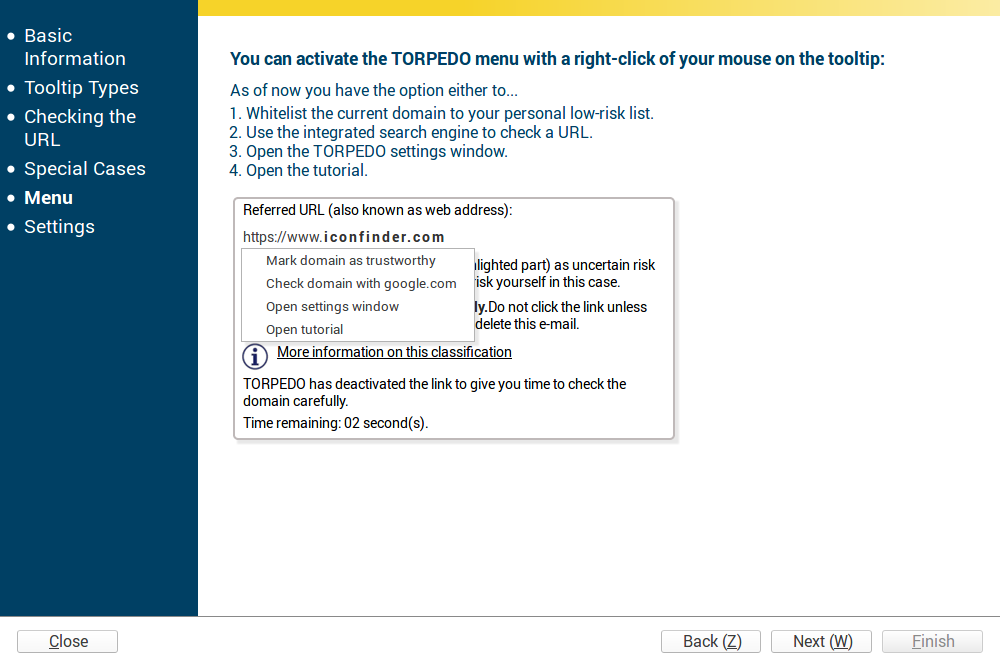 Basic
Information
Tooltip Types
Checking the
URL
Special Cases
Menu
Settings
You can activate the TORPEDO menu with a right-click of your mouse on the tooltip:
As of now you have the option either to...
1. Whitelist the current domain to your personal low-risk list.
2. Use the integrated search engine to check a URL.
3. Open the TORPEDO settings window.
4. Open the tutorial.
Referred URL (also known as web address):
https://www.iconfinder.com
Mark domain as trustworthy
Check domain with google.com
Open settings window
Open tutorial
part) as uncertain risk
yourself in this case.
Do not click the link unless
delete this e-mail.
More information on this classification
TORPEDO has deactivated the link to give you time to check the
domain carefully.
Time remaining: 02 second(s).
Close
Back (Z)
Next (W)
Finish